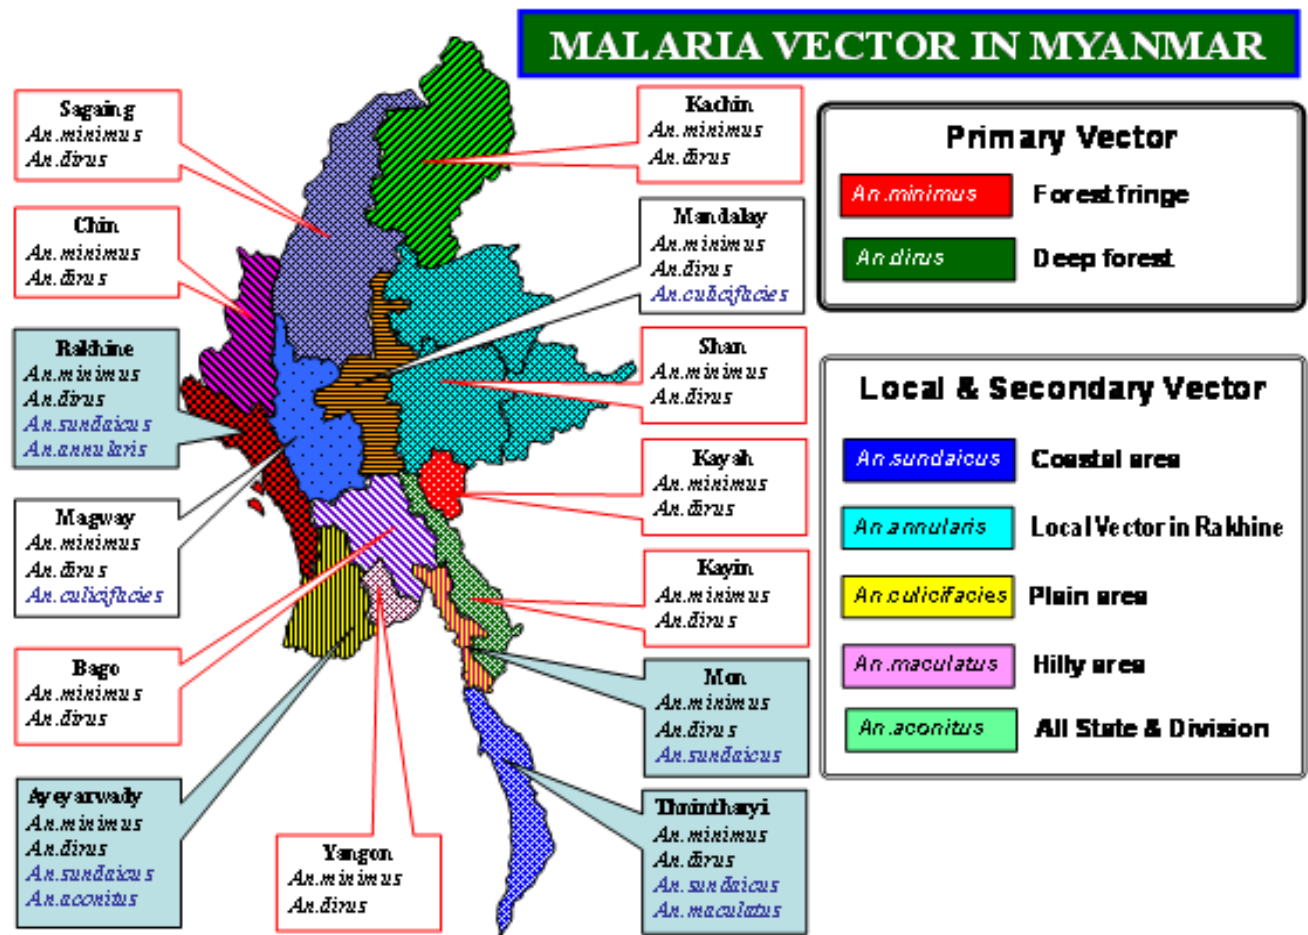 MALARIA VECTOR IN MYANMAR
Sagaing
An.minimus
An.dirus
Chin
An.minimus
An.dirus
Rakhine
An.minimus
An.dirus
An.sundaicus
An.annularis
Magway
An.minimus
An.dirus
An.culicifacies
Bago
An.minimus
An.dirus
Ayeyarwady
An.minimus
An.dirus
An.sundaicus
An.aconitus
Yangon
An.minimus
An.dirus
Kachin
An.minimus
An.dirus
Mandalay
An.minimus
An.dirus
An.culicifacies
Shan
An.minimus
An.dirus
Kayah
An.minimus
An.dirus
Kayin
An.minimus
An.dirus
Mon
An.minimus
An.dirus
An.sundaicus
Thnintharyi
An.minimus
An.dirus
An.sundaicus
An.maculatus
Primary Vector
An.minimus Forest fringe
An.dirus Deep forest
Local & Secondary Vector
An.sundaicus Coastal area
An.annularis Local Vector in Rakhine
An.culicifacies Plain area
An.maculatus Hilly area
An.aconitus All State & Division